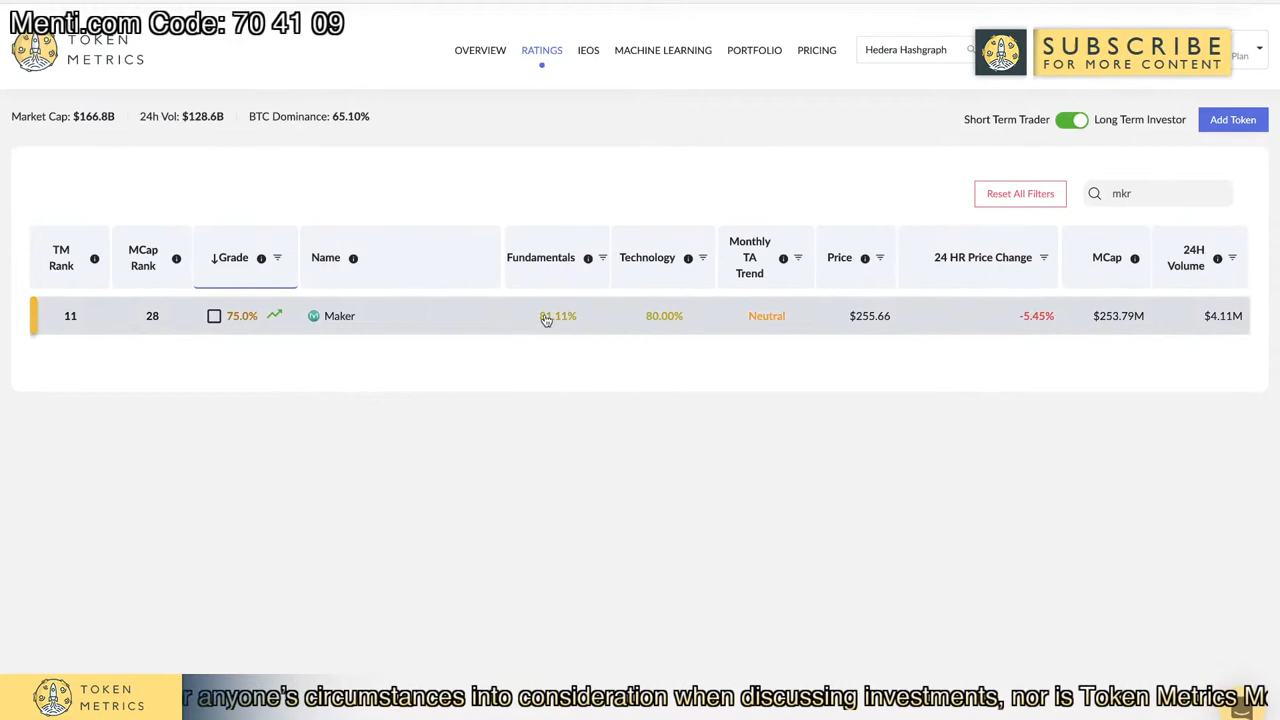 Menti.com Code: 70 41 09
TOKEN
METRICS
OVERVIEW
RATINGS
IEOS
MACHINE LEARNING
PORTFOLIO
PRICING
Hedera Hashgraph
SUBSCRIBE
FOR MORE CONTENT
Plan
Market Cap: $166.8B
24h Vol: $128.6B
BTC Dominance: 65.10%
Short Term Trader
Long Term Investor
Add Token
Reset All Filters
mkr
TM
Rank
MCap
Rank
↓Grade
Name
Fundamentals
Technology
Monthly
TA
Trend
Price
24 HR Price Change
MCap
24H
Volume
11
28
75.0%
Maker
80.00%
Neutral
$255.66
-5.45%
$253.79M
$4.11M
TOKEN
METRICS
anyone's circumstances into consideration when discussing investments, nor is Token Metrics